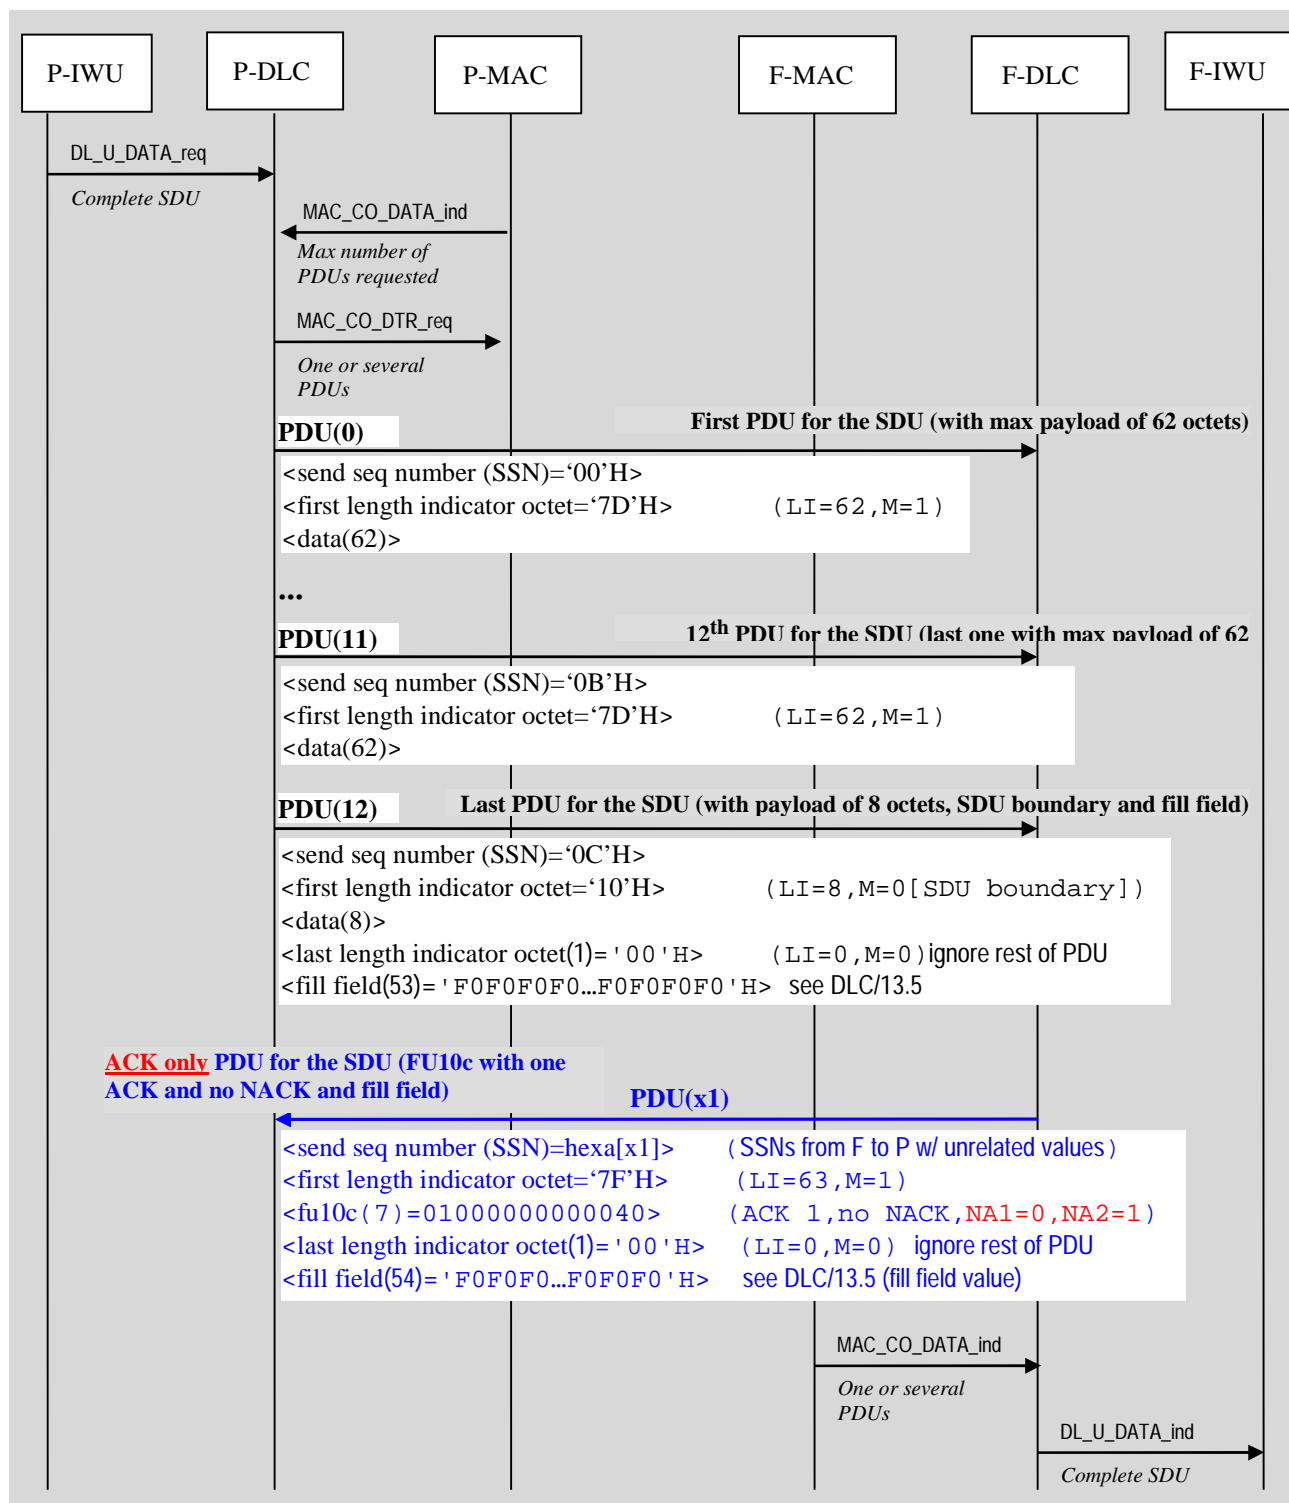 P-IWU P-DLC P-MAC F-MAC F-DLC F-IWU
DL_U_DATA_req
Complete SDU
MAC_CO_DATA_ind
Max number of
PDUs requested
MAC_CO_DTR_req
One or several
PDUs
PDU(0) First PDU for the SDU (with max payload of 62 octets)
<send seq number (SSN)=‘00’H>
<first length indicator octet=‘7D’H> (LI=62,M=1)
<data(62)>
...
PDU(11) 12th PDU for the SDU (last one with max payload of 62
<send seq number (SSN)=‘0B’H>
<first length indicator octet=‘7D’H> (LI=62,M=1)
<data(62)>
PDU(12) Last PDU for the SDU (with payload of 8 octets, SDU boundary and fill field)
<send seq number (SSN)=‘0C’H>
<first length indicator octet=‘10’H> (LI=8,M=0[SDU boundary])
<data(8)>
<last length indicator octet(1)='00'H> (LI=0,M=0)ignore rest of PDU
<fill field(53)='F0F0F0F0…F0F0F0F0'H> see DLC/13.5
ACK only PDU for the SDU (FU10c with one
ACK and no NACK and fill field)
PDU(x1)
<send seq number (SSN)=hexa[x1]> (SSNs from F to P w/ unrelated values)
<first length indicator octet=‘7F’H> (LI=63,M=1)
<fu10c(7)=01000000000040> (ACK 1,no NACK,NA1=0,NA2=1)
<last length indicator octet(1)='00'H> (LI=0,M=0) ignore rest of PDU
<fill field(54)='F0F0F0…F0F0F0'H> see DLC/13.5 (fill field value)
MAC_CO_DATA_ind
One or several
PDUs
DL_U_DATA_ind
Complete SDU